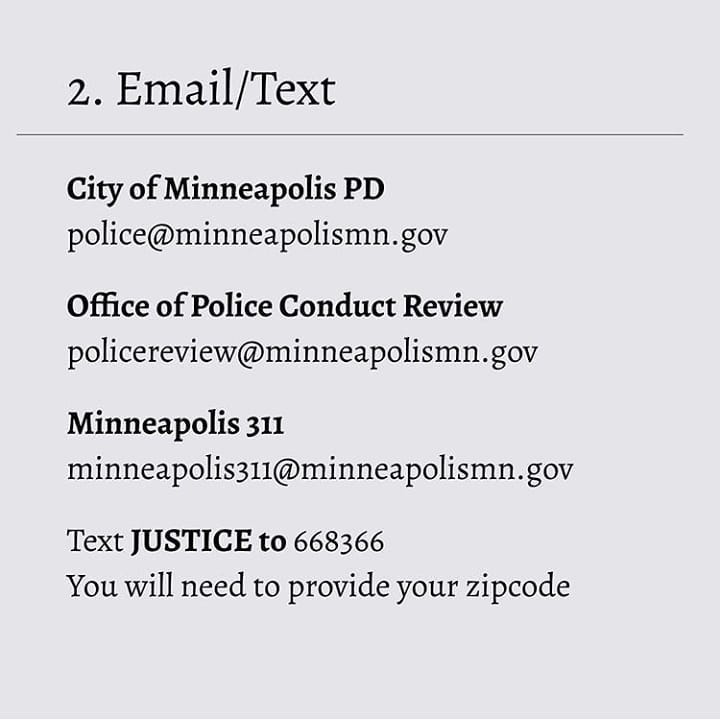 2. Email/Text
City of Minneapolis PD
police@minneapolismn.gov
Office of Police Conduct Review
policereview@minneapolismn.gov
Minneapolis 311
minneapolis311@minneapolismn.gov
Text JUSTICE to 668366
You will need to provide your zipcode